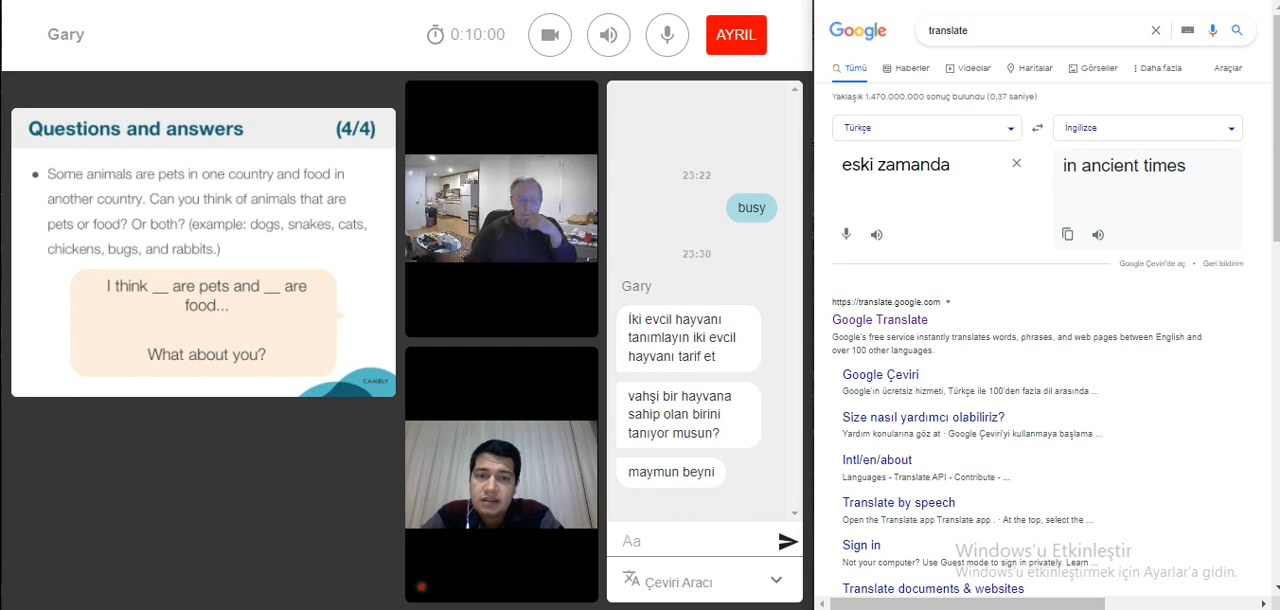 Gary
0:10:00
AYRIL
Questions and answers (4/4)
Some animals are pets in one country and food in
another country. Can you think of animals that are
pets or food? Or both? (example: dogs, snakes, cats,
chickens, bugs, and rabbits.)
I think __ are pets and __ are
food...
What about you?
CAMBLY
23:22
busy
23:30
Gary
İki evcil hayvanı
tanımlayın iki evcil
hayvanı tarif et
vahşi bir hayvana
sahip olan birini
tanıyor musun?
maymun beyni
Aa
Çeviri Aracı
Google
translate
Tümü Haberler Videolar Haritalar Görseller Daha fazla Araçlar
Yaklaşık 1.470.000.000 sonuç bulundu (0,37 saniye)
Türkçe İngilizce
eski zamanda in ancient times
Google Çeviri'de aç • Geri bildirim
https://translate.google.com
Google Translate
Google's free service instantly translates words, phrases, and web pages between English and
over 100 other languages.
Google Çeviri
Google'ın ücretsiz hizmeti, Türkçe ile 100'den fazla dil arasında ...
Size nasıl yardımcı olabiliriz?
Yardım konularına göz at · Google Çeviri'yi kullanmaya başlama ...
Intl/en/about
Languages - Translate API - Contribute - ...
Translate by speech
Open the Translate app Translate app . · At the top, select the ...
Sign in
Not your computer? Use Guest mode to sign in privately. Learn ...
Translate documents & websites
Windows'u Etkinleştir
Windows'u etkinleştirmek için Ayarlar'a gidin.